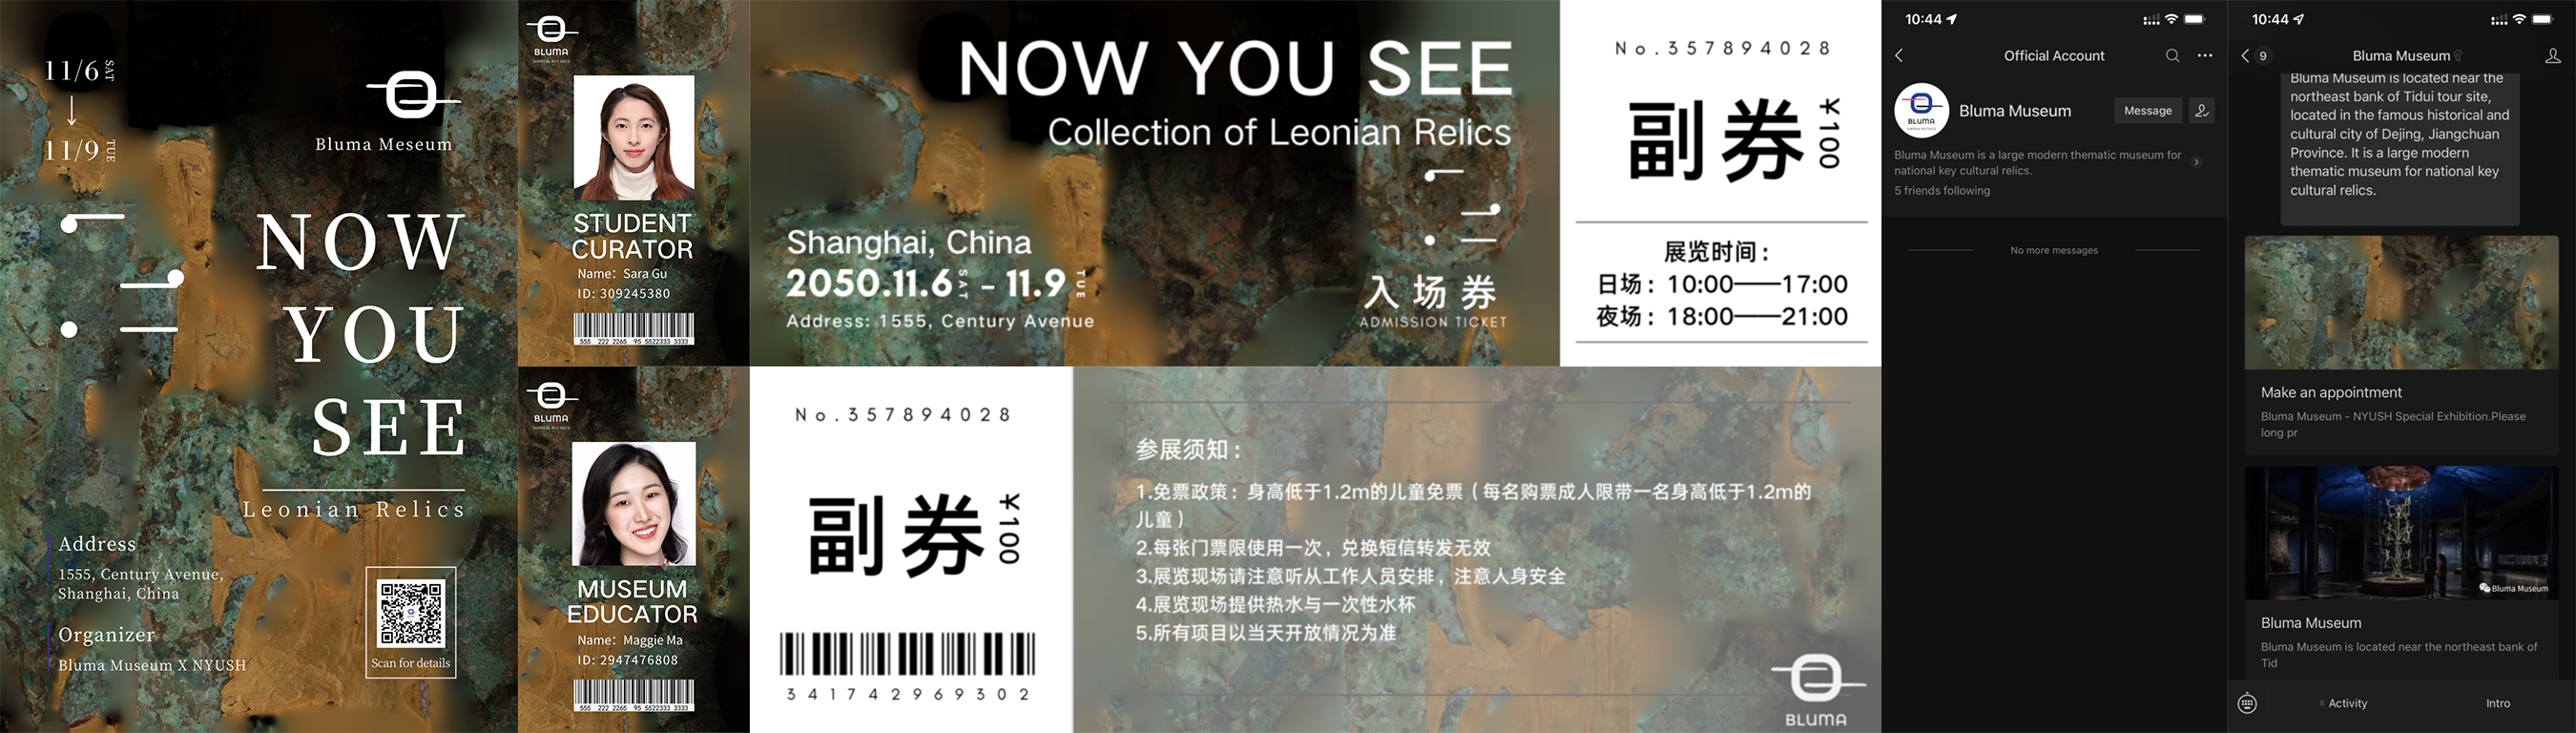 11/6 SAT
11/9 TUE
Bluma Meseum
NOW
YOU
SEE
Leonian Relics
Address
1555, Century Avenue,
Shanghai, China
Organizer
Bluma Museum X NYUSH
Scan for details
BLUMA
STUDENT
CURATOR
Name: Sara Gu
ID: 309245380
555 222 2265 95 5522333 3333
BLUMA
MUSEUM
EDUCATOR
Name: Maggie Ma
ID: 2947476808
555 222 2265 95 5522333 3333
NOW YOU SEE
Collection of Leonian Relics
Shanghai, China
2050.11.6 SAT - 11.9 TUE
Address: 1555, Century Avenue
入场券
ADMISSION TICKET
No.357894028
副券 ¥100
展览时间：
日场：10:00——17:00
夜场：18:00——21:00
No.357894028
副券 ¥100
341742969302
参展须知：
1.免票政策：身高低于1.2m的儿童免票（每名购票成人限带一名身高低于1.2m的
儿童）
2.每张门票限使用一次，兑换短信转发无效
3.展览现场请注意听从工作人员安排，注意人身安全
4.展览现场提供热水与一次性水杯
5.所有项目以当天开放情况为准
BLUMA
10:44
Official Account
BLUMA
Bluma Museum
Message
Bluma Museum is a large modern thematic museum for
national key cultural relics.
5 friends following
No more messages
10:44
9
Bluma Museum
Bluma Museum is located near the
northeast bank of Tidui tour site,
located in the famous historical and
cultural city of Dejing, Jiangchuan
Province. It is a large modern
thematic museum for national key
cultural relics.
Make an appointment
Bluma Museum - NYUSH Special Exhibition.Please
long pr
Bluma Museum
Bluma Museum
Bluma Museum is located near the northeast bank of
Tid
Activity
Intro